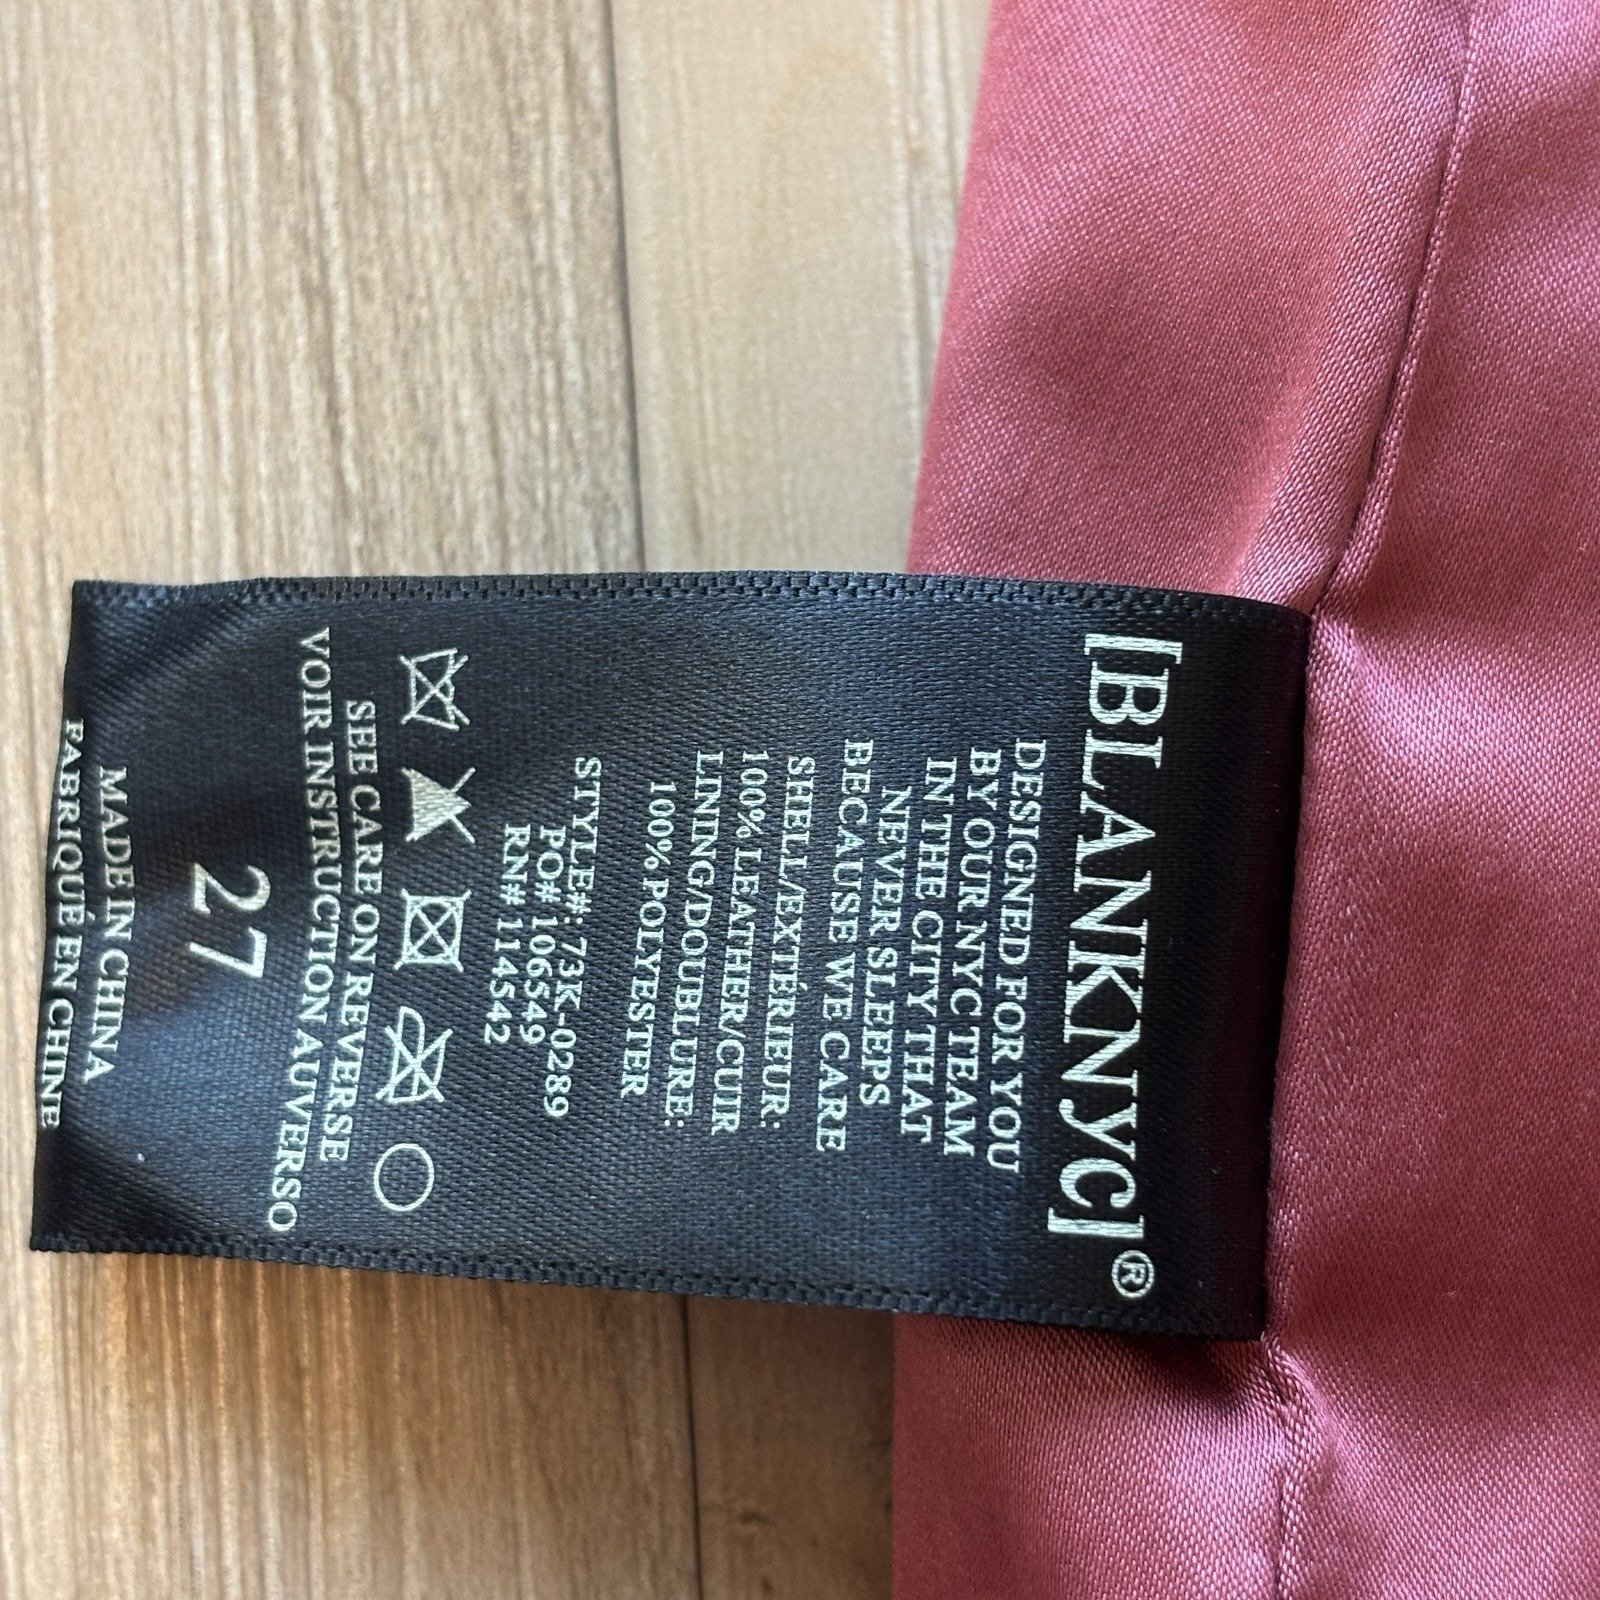 [BLANKNYC]®
DESIGNED FOR YOU
BY OUR NYC TEAM
IN THE CITY THAT
NEVER SLEEPS
BECAUSE WE CARE
SHELL/EXTÉRIEUR:
100% LEATHER/CUIR
LINING/DOUBLURE:
100% POLYESTER
STYLE#: 73K-0289
PO# 106549
RN# 114542
SEE CARE ON REVERSE
VOIR INSTRUCTION AUVERSO
27
MADE IN CHINA
FABRIQUÉ EN CHINE